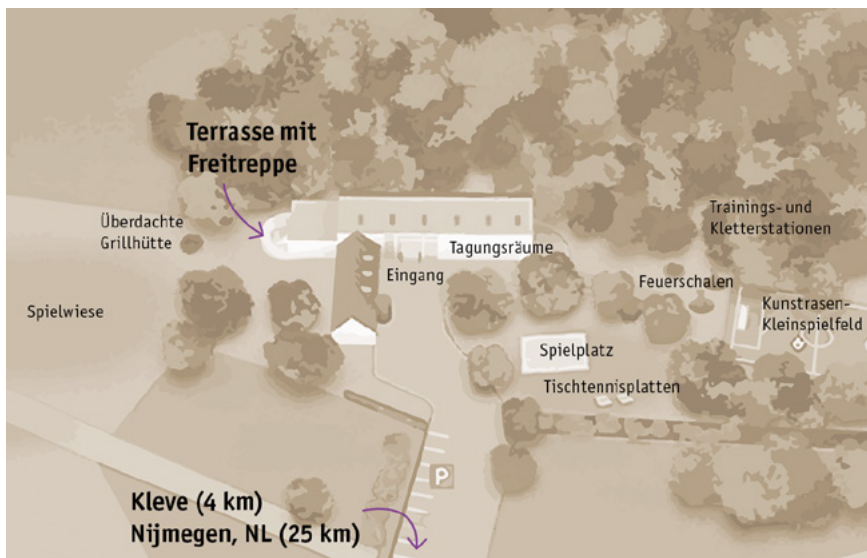 Terrasse mit
Freitreppe
Überdachte
Grillhütte
Trainings- und
Kletterstationen
Tagungsräume
Eingang
Feuerschalen
Spielwiese
Kunstrasen-
Kleinspielfeld
Spielplatz
Tischtennisplatten
P
Kleve (4 km)
Nijmegen, NL (25 km)